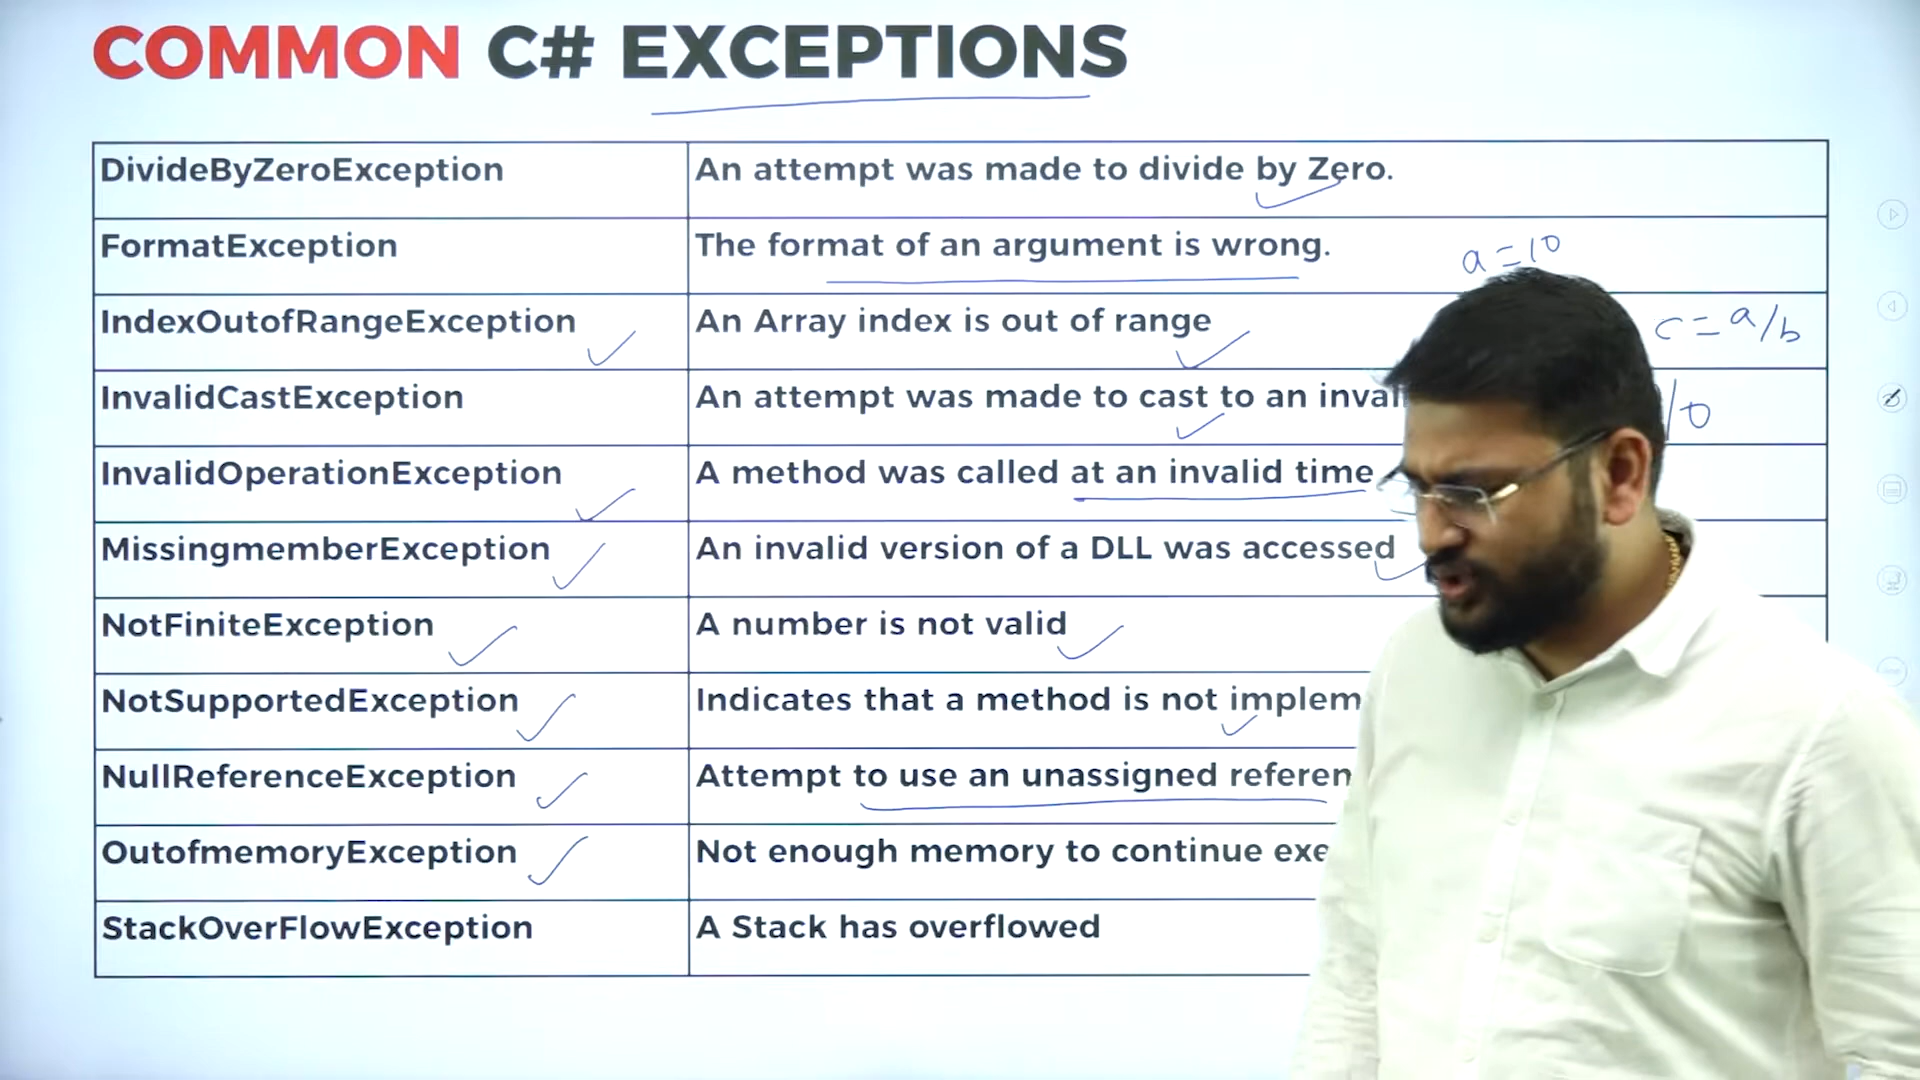 COMMON C# EXCEPTIONS
DivideByZeroException An attempt was made to divide by Zero.
FormatException The format of an argument is wrong. a=10
IndexOutofRangeException An Array index is out of range c=a/b
InvalidCastException An attempt was made to cast to an /0
InvalidOperationException A method was called at an invalid time
MissingmemberException An invalid version of a DLL was accessed
NotFiniteException A number is not valid
NotSupportedException Indicates that a method is not
NullReferenceException Attempt to use an unassigned
OutofmemoryException Not enough memory to continue
StackOverFlowException A Stack has overflowed